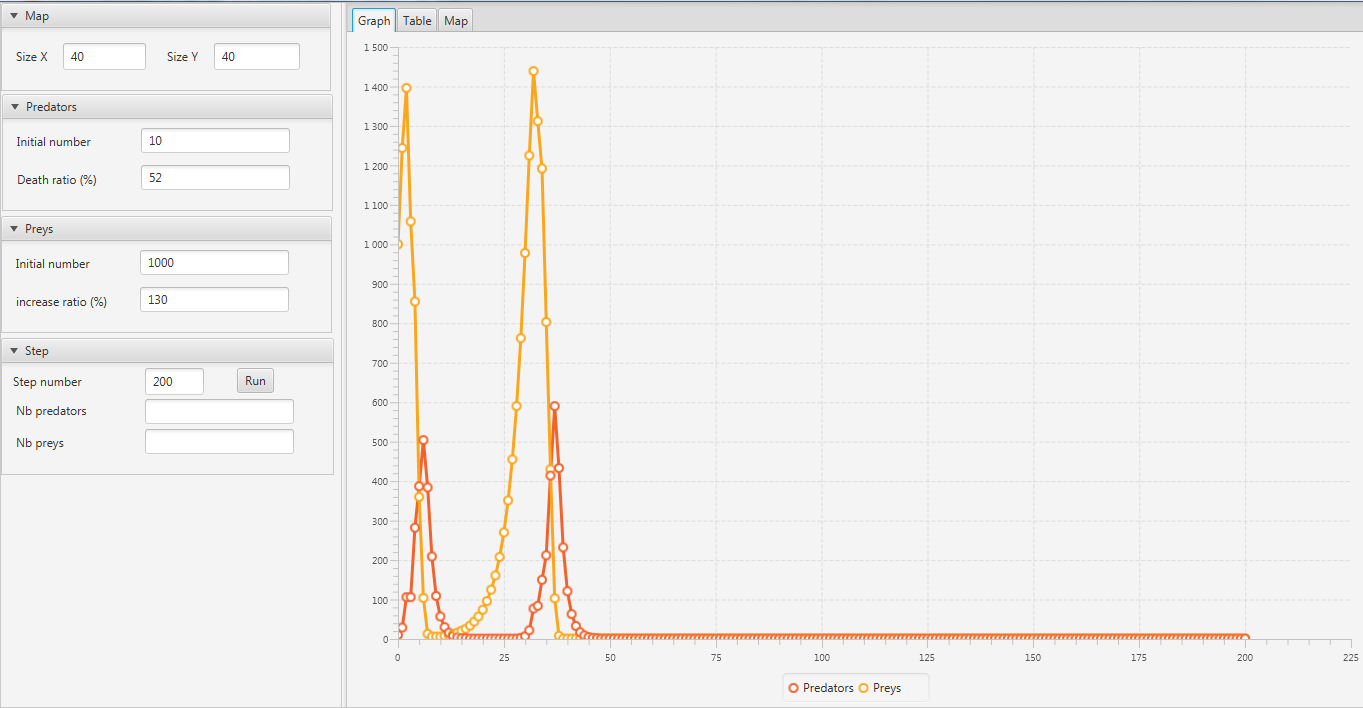 Map
Size X 40 Size Y 40
Predators
Initial number 10
Death ratio (%) 52
Preys
Initial number 1000
increase ratio (%) 130
Step
Step number 200 Run
Nb predators
Nb preys
Graph Table Map
1 500
1 400
1 300
1 200
1 100
1 000
900
800
700
600
500
400
300
200
100
0
0 25 50 75 100 125 150 175 200 225
Predators Preys